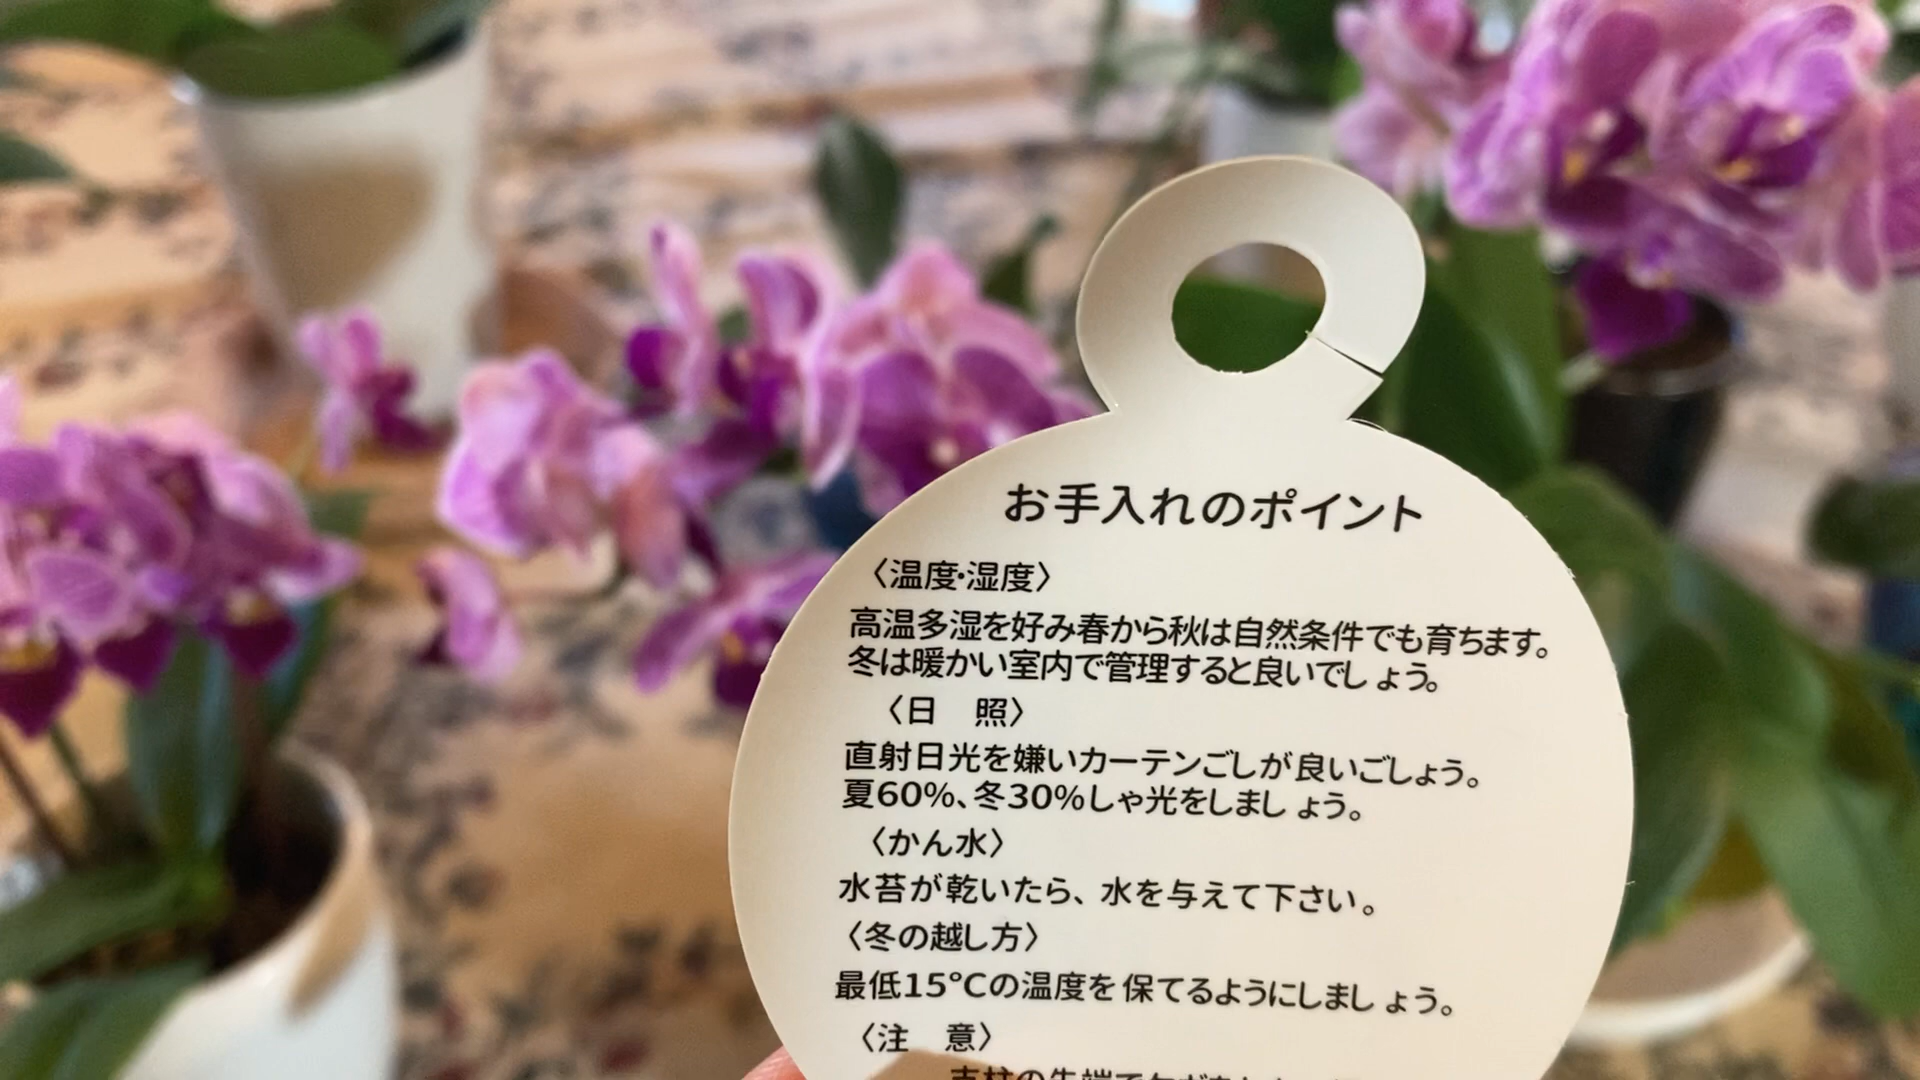 お手入れのポイント
〈温度・湿度〉
高温多湿を好み春から秋は自然条件でも育ちます。
冬は暖かい室内で管理すると良いでしょう。
〈日　照〉
直射日光を嫌いカーテンごしが良いごしょう。
夏60%、冬30%しゃ光をしましょう。
〈かん水〉
水苔が乾いたら、水を与えて下さい。
〈冬の越し方〉
最低15℃の温度を保てるようにしましょう。
〈注　意〉
支柱の先端で